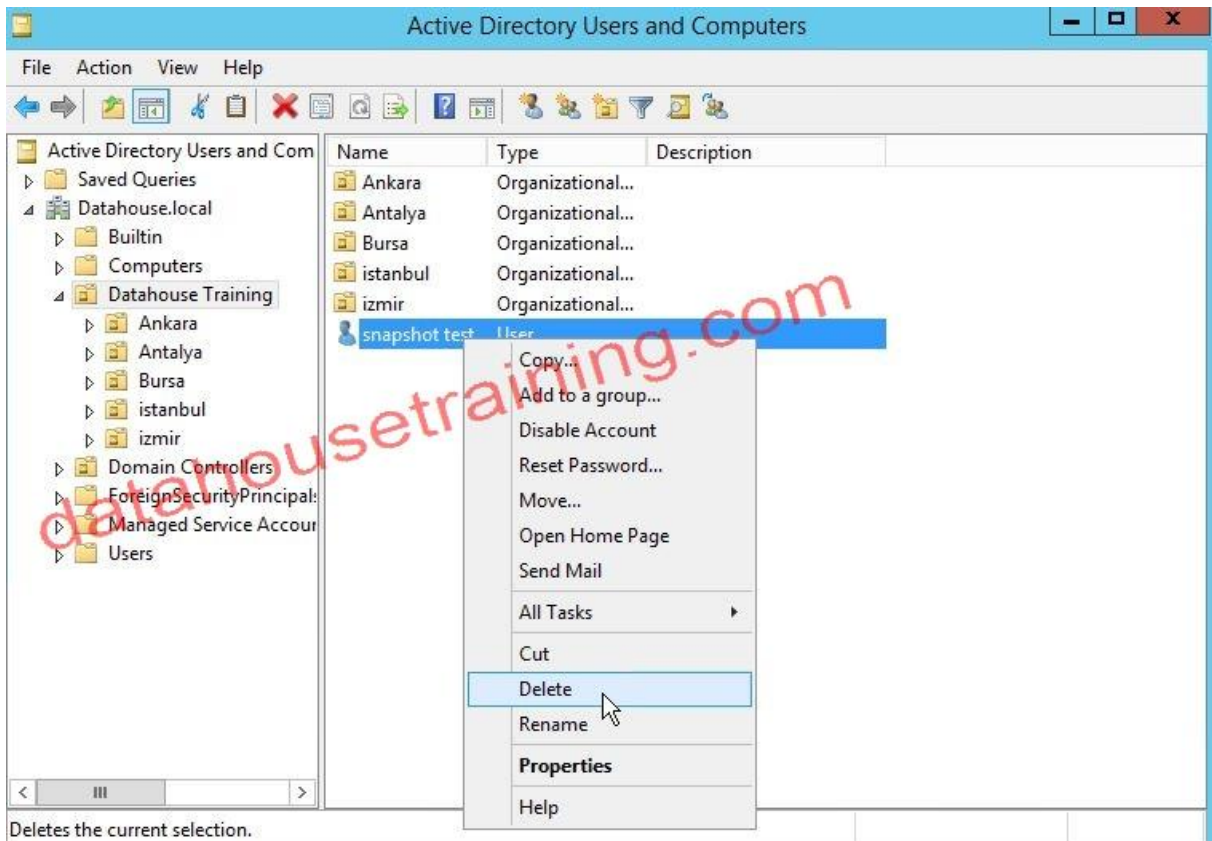 Active Directory Users and Computers
File Action View Help
Active Directory Users and Com
Saved Queries
Datahouse.local
Builtin
Computers
Datahouse Training
Ankara
Antalya
Bursa
istanbul
izmir
Domain Controllers
ForeignSecurityPrincipals
Managed Service Accour
Users
Name Type Description
Ankara Organizational...
Antalya Organizational...
Bursa Organizational...
istanbul Organizational...
izmir Organizational...
snapshot test User
Copy...
Add to a group...
Disable Account
Reset Password...
Move...
Open Home Page
Send Mail
All Tasks
Cut
Delete
Rename
Properties
Help
Deletes the current selection.
datahousetraining.com